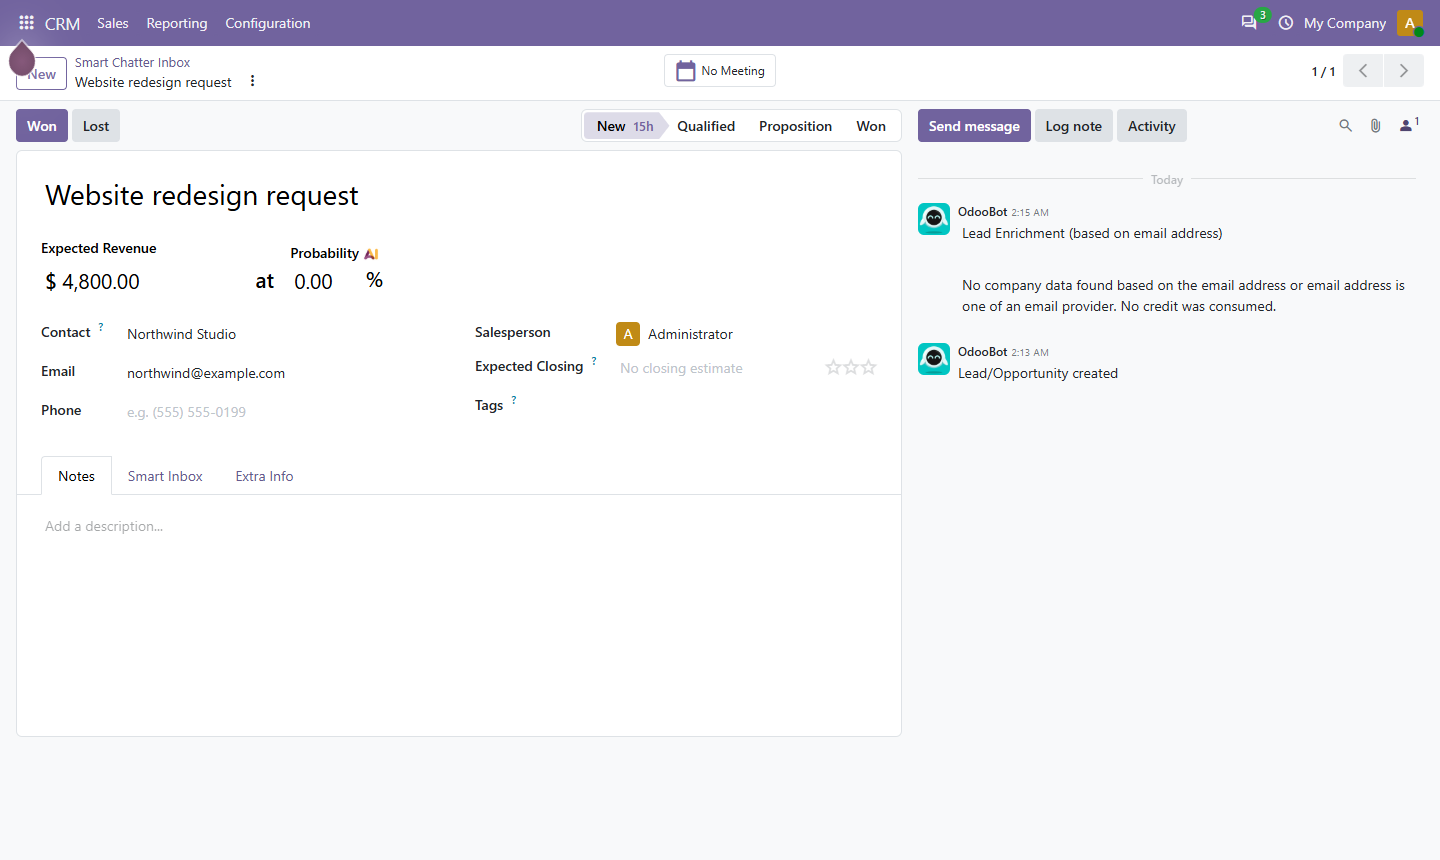 CRM Sales Reporting Configuration
3 My Company A
New
Smart Chatter Inbox
Website redesign request
No Meeting
1 / 1
Won Lost
New 15h Qualified Proposition Won
Send message Log note Activity
1
Website redesign request
Expected Revenue
Probability AI
$ 4,800.00 at 0.00 %
Contact ? Northwind Studio
Email northwind@example.com
Phone e.g. (555) 555-0199
Salesperson A Administrator
Expected Closing ? No closing estimate
Tags ?
Notes Smart Inbox Extra Info
Add a description...
Today
OdooBot 2:15 AM
Lead Enrichment (based on email address)
No company data found based on the email address or email address is
one of an email provider. No credit was consumed.
OdooBot 2:13 AM
Lead/Opportunity created